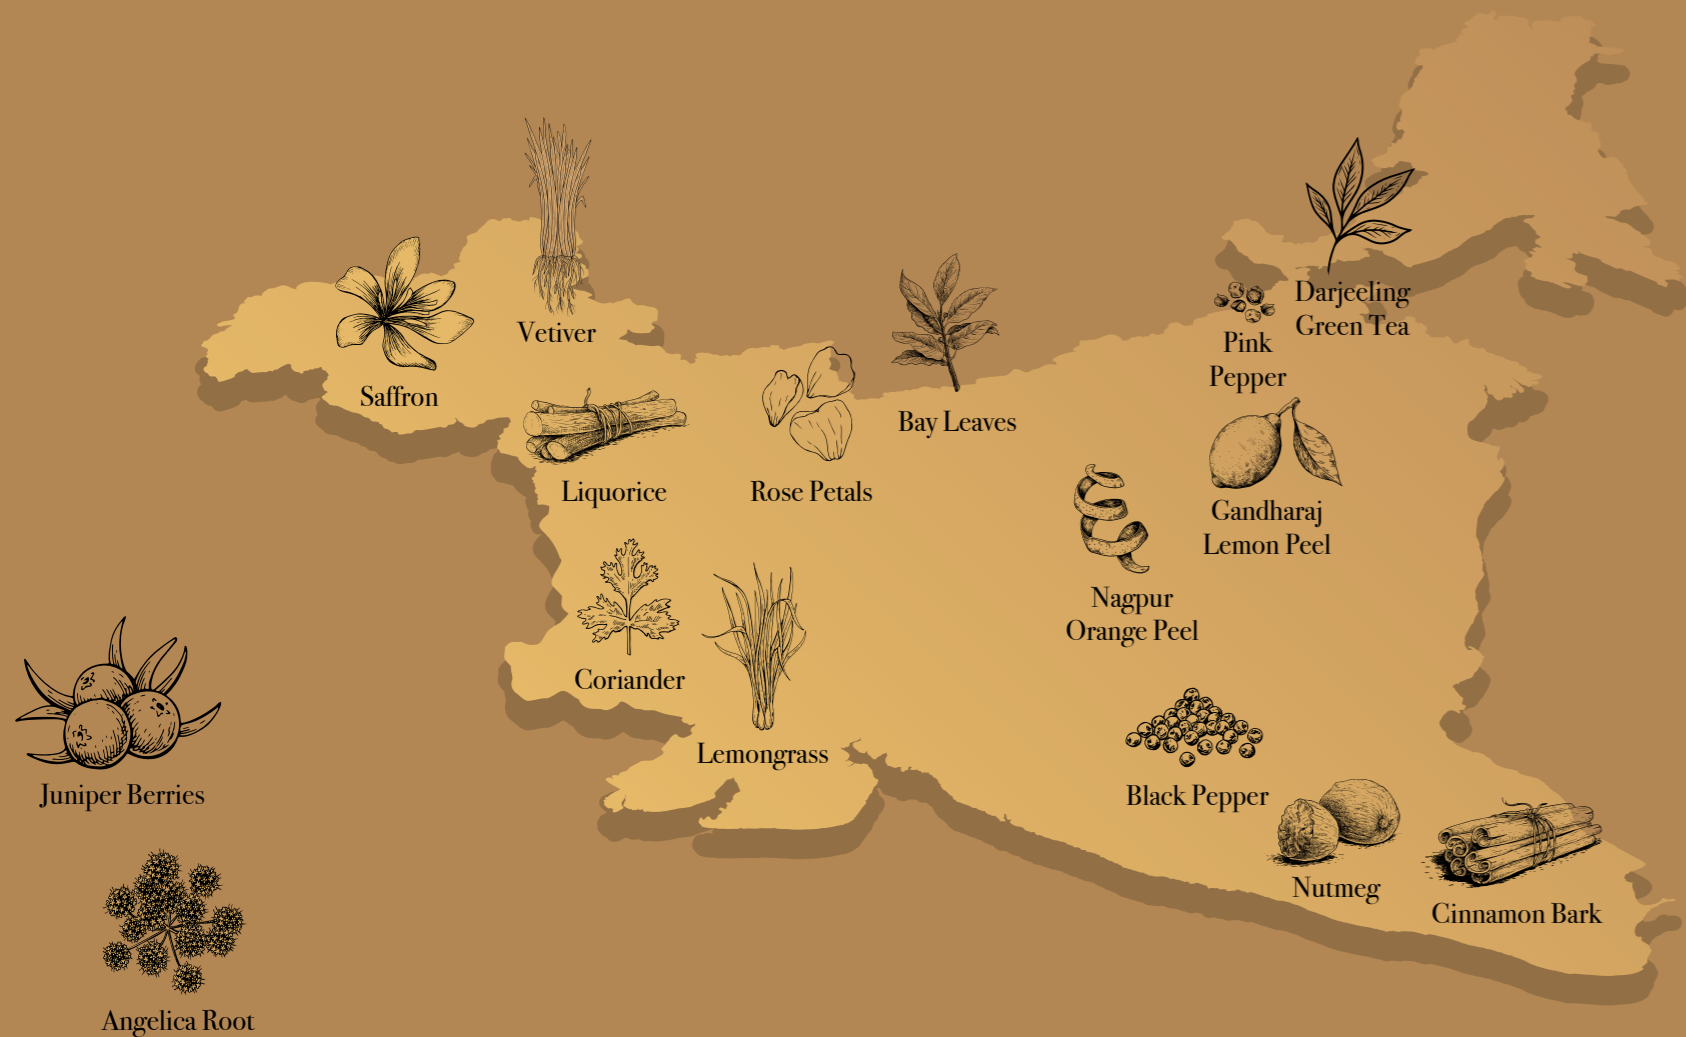 Vetiver
Saffron
Liquorice
Rose Petals
Bay Leaves
Darjeeling
Green Tea
Pink
Pepper
Gandharaj
Lemon Peel
Nagpur
Orange Peel
Coriander
Lemongrass
Juniper Berries
Black Pepper
Nutmeg
Cinnamon Bark
Angelica Root